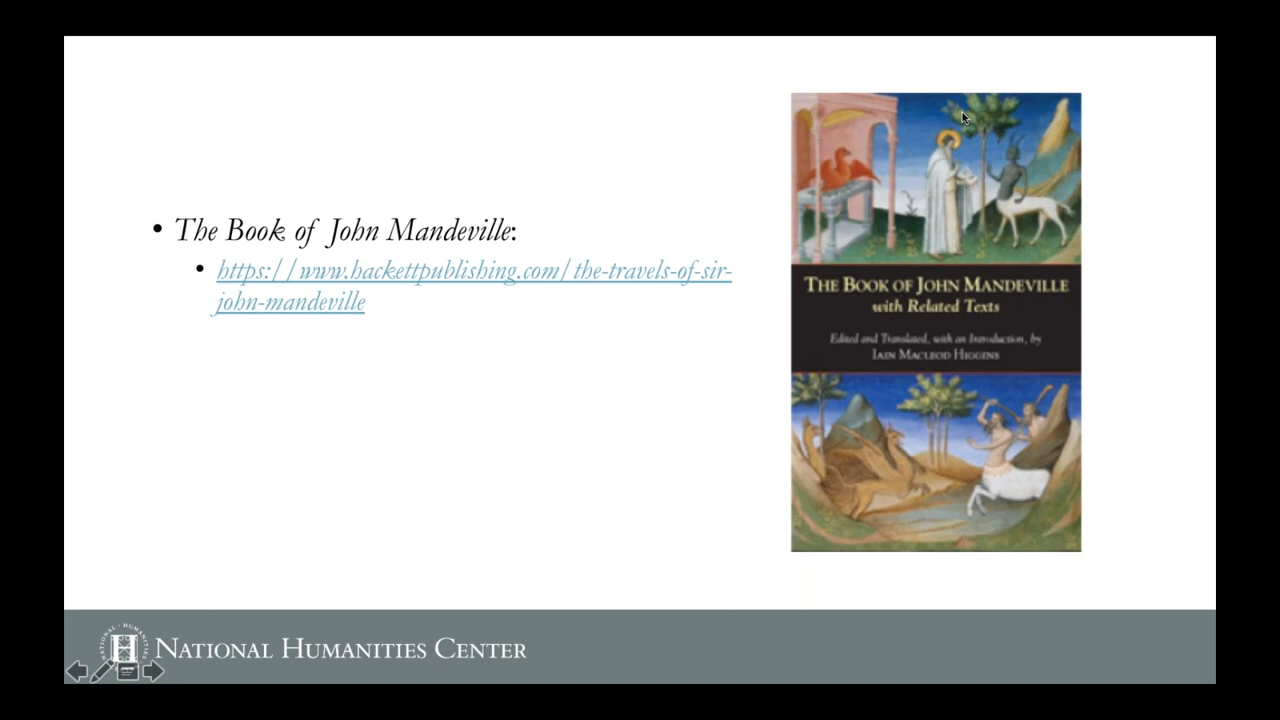 • The Book of John Mandeville:
• https://www.hackettpublishing.com/the-travels-of-sir-
john-mandeville
THE BOOK OF JOHN MANDEVILLE
with Related Texts
Edited and Translated, with an Introduction, by
IAIN MACLEOD HIGGINS
NATIONAL HUMANITIES CENTER